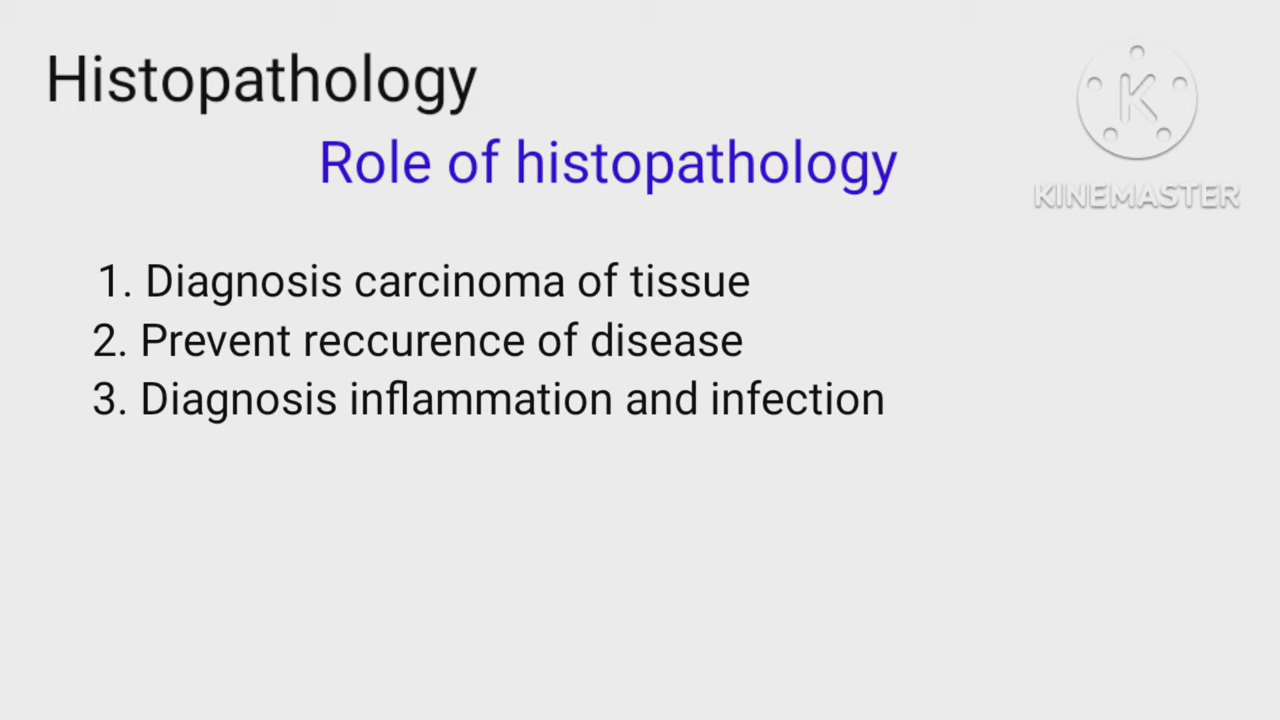 Histopathology
Role of histopathology
K
KINEMASTER
1. Diagnosis carcinoma of tissue
2. Prevent reccurence of disease
3. Diagnosis inflammation and infection